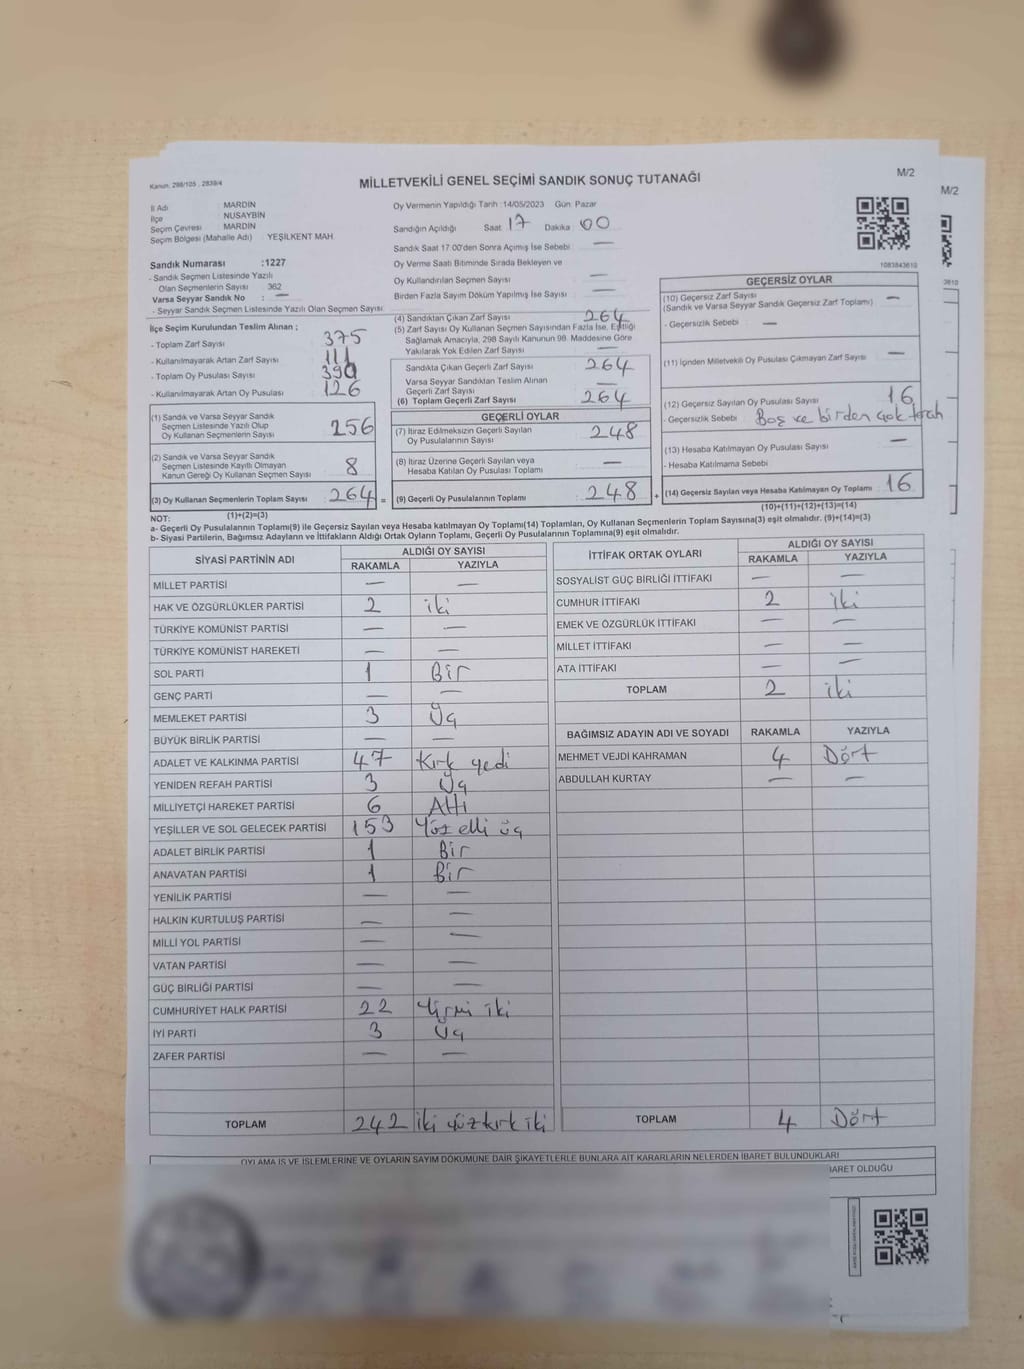 Kanun: 298/105 , 2839/4
MİLLETVEKİLİ GENEL SEÇİMİ SANDIK SONUÇ TUTANAĞI
M/2
M/2
İl Adı : MARDİN
İlçe : NUSAYBİN
Seçim Çevresi : MARDİN
Seçim Bölgesi (Mahalle Adı) : YEŞİLKENT MAH.
Sandık Numarası :1227
- Sandık Seçmen Listesinde Yazılı
Olan Seçmenlerin Sayısı : 362
Varsa Seyyar Sandık No : —
- Seyyar Sandık Seçmen Listesinde Yazılı Olan Seçmen Sayısı:
İlçe Seçim Kurulundan Teslim Alınan ;
- Toplam Zarf Sayısı : 375
- Kullanılmayarak Artan Zarf Sayısı : 111
- Toplam Oy Pusulası Sayısı : 390
- Kullanılmayarak Artan Oy Pusulası : 126
(1) Sandık ve Varsa Seyyar Sandık
Seçmen Listesinde Yazılı Olup
Oy Kullanan Seçmenlerin Sayısı : 256
(2) Sandık ve Varsa Seyyar Sandık
Seçmen Listesinde Kayıtlı Olmayan
Kanun Gereği Oy Kullanan Seçmen Sayısı : 8
(3) Oy Kullanan Seçmenlerin Toplam Sayısı : 264 =
(1)+(2)=(3)
Oy Vermenin Yapıldığı Tarih :14/05/2023 Gün: Pazar
Sandığın Açıldığı Saat : 17 Dakika : 00
Sandık Saat 17:00'den Sonra Açılmış İse Sebebi : —
Oy Verme Saati Bitiminde Sırada Bekleyen ve
Oy Kullandırılan Seçmen Sayısı : —
Birden Fazla Sayım Döküm Yapılmış İse Sayısı : —
(4) Sandıktan Çıkan Zarf Sayısı : 264
(5) Zarf Sayısı Oy Kullanan Seçmen Sayısından Fazla İse, Eşitliği
Sağlamak Amacıyla, 298 Sayılı Kanunun 98. Maddesine Göre
Yakılarak Yok Edilen Zarf Sayısı : —
Sandıkta Çıkan Geçerli Zarf Sayısı : 264
Varsa Seyyar Sandıktan Teslim Alınan
Geçerli Zarf Sayısı : —
(6) Toplam Geçerli Zarf Sayısı : 264
GEÇERLİ OYLAR
(7) İtiraz Edilmeksizin Geçerli Sayılan
Oy Pusulalarının Sayısı : 248
(8) İtiraz Üzerine Geçerli Sayılan veya
Hesaba Katılan Oy Pusulası Toplamı : —
(9) Geçerli Oy Pusulalarının Toplamı : 248 +
1083843610
3610
GEÇERSİZ OYLAR
(10) Geçersiz Zarf Sayısı : —
(Sandık ve Varsa Seyyar Sandık Geçersiz Zarf Toplamı)
- Geçersizlik Sebebi : —
(11) İçinden Milletvekili Oy Pusulası Çıkmayan Zarf Sayısı : —
(12) Geçersiz Sayılan Oy Pusulası Sayısı : 16
- Geçersizlik Sebebi : Boş ve birden çok tercih
(13) Hesaba Katılmayan Oy Pusulası Sayısı : —
- Hesaba Katılmama Sebebi :
(14) Geçersiz Sayılan veya Hesaba Katılmayan Oy Toplamı : 16
(10)+(11)+(12)+(13)=(14)
NOT:
a- Geçerli Oy Pusulalarının Toplamı(9) ile Geçersiz Sayılan veya Hesaba katılmayan Oy Toplamı(14) Toplamları, Oy Kullanan Seçmenlerin Toplam Sayısına(3) eşit olmalıdır. (9)+(14)=(3)
b- Siyasi Partilerin, Bağımsız Adayların ve İttifakların Aldığı Ortak Oyların Toplamı, Geçerli Oy Pusulalarının Toplamına(9) eşit olmalıdır.
SİYASİ PARTİNİN ADI ALDIĞI OY SAYISI
RAKAMLA YAZIYLA
MİLLET PARTİSİ — —
HAK VE ÖZGÜRLÜKLER PARTİSİ 2 iki
TÜRKİYE KOMÜNİST PARTİSİ — —
TÜRKİYE KOMÜNİST HAREKETİ — —
SOL PARTİ 1 Bir
GENÇ PARTİ — —
MEMLEKET PARTİSİ 3 Üç
BÜYÜK BİRLİK PARTİSİ — —
ADALET VE KALKINMA PARTİSİ 47 Kırk yedi
YENİDEN REFAH PARTİSİ 3 Üç
MİLLİYETÇİ HAREKET PARTİSİ 6 Altı
YEŞİLLER VE SOL GELECEK PARTİSİ 153 Yüz elli üç
ADALET BİRLİK PARTİSİ 1 Bir
ANAVATAN PARTİSİ 1 Bir
YENİLİK PARTİSİ — —
HALKIN KURTULUŞ PARTİSİ — —
MİLLİ YOL PARTİSİ — —
VATAN PARTİSİ — —
GÜÇ BİRLİĞİ PARTİSİ — —
CUMHURİYET HALK PARTİSİ 22 Yirmi iki
İYİ PARTİ 3 Üç
ZAFER PARTİSİ — —
TOPLAM 242 iki yüz kırk iki
İTTİFAK ORTAK OYLARI ALDIĞI OY SAYISI
RAKAMLA YAZIYLA
SOSYALİST GÜÇ BİRLİĞİ İTTİFAKI — —
CUMHUR İTTİFAKI 2 iki
EMEK VE ÖZGÜRLÜK İTTİFAKI — —
MİLLET İTTİFAKI — —
ATA İTTİFAKI — —
TOPLAM 2 iki
BAĞIMSIZ ADAYIN ADI VE SOYADI RAKAMLA YAZIYLA
MEHMET VEJDİ KAHRAMAN 4 Dört
ABDULLAH KURTAY — —
TOPLAM 4 Dört
OYLAMA İŞ VE İŞLEMLERİNE VE OYLARIN SAYIM DÖKÜMÜNE DAİR ŞİKAYETLERLE BUNLARA AİT KARARLARIN NELERDEN İBARET BULUNDUKLARI
İBARET OLDUĞU